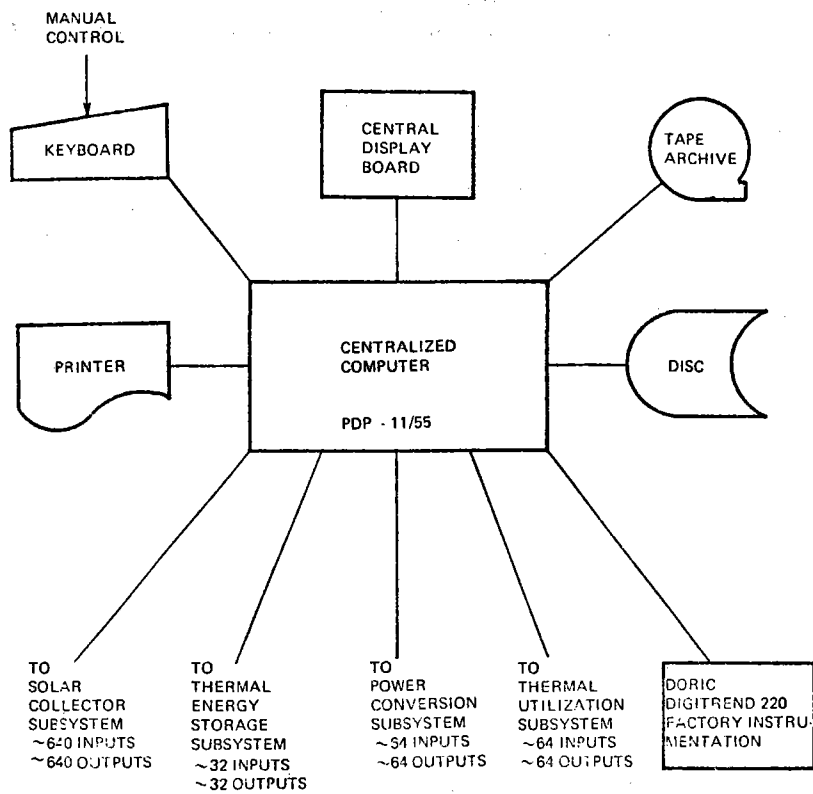 MANUAL
CONTROL
KEYBOARD
CENTRAL
DISPLAY
BOARD
TAPE
ARCHIVE
PRINTER
CENTRALIZED
COMPUTER
PDP - 11/55
DISC
TO
SOLAR
COLLECTOR
SUBSYSTEM
~640 INPUTS
~640 OUTPUTS
TO
THERMAL
ENERGY
STORAGE
SUBSYSTEM
~32 INPUTS
~32 OUTPUTS
TO
POWER
CONVERSION
SUBSYSTEM
~64 INPUTS
~64 OUTPUTS
TO
THERMAL
UTILIZATION
SUBSYSTEM
~64 INPUTS
~64 OUTPUTS
DORIC
DIGITREND 220
FACTORY INSTRU-
MENTATION